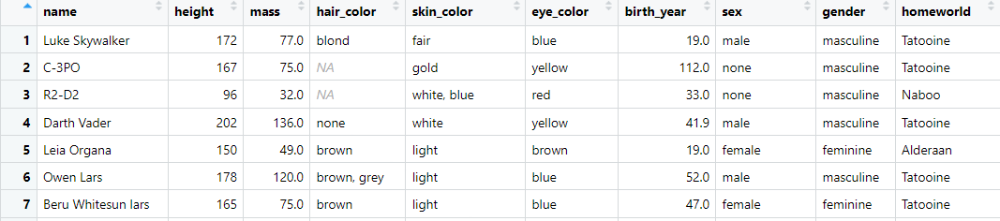 name height mass hair_color skin_color eye_color birth_year sex gender homeworld
1 Luke Skywalker 172 77.0 blond fair blue 19.0 male masculine Tatooine
2 C-3PO 167 75.0 NA gold yellow 112.0 none masculine Tatooine
3 R2-D2 96 32.0 NA white, blue red 33.0 none masculine Naboo
4 Darth Vader 202 136.0 none white yellow 41.9 male masculine Tatooine
5 Leia Organa 150 49.0 brown light brown 19.0 female feminine Alderaan
6 Owen Lars 178 120.0 brown, grey light blue 52.0 male masculine Tatooine
7 Beru Whitesun lars 165 75.0 brown light blue 47.0 female feminine Tatooine